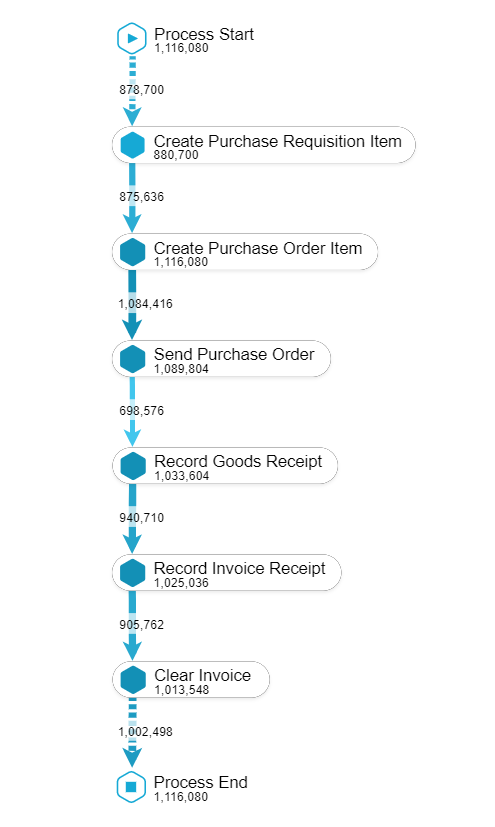 Process Start
1,116,080
878,700
Create Purchase Requisition Item
880,700
875,636
Create Purchase Order Item
1,116,080
1,084,416
Send Purchase Order
1,089,804
698,576
Record Goods Receipt
1,033,604
940,710
Record Invoice Receipt
1,025,036
905,762
Clear Invoice
1,013,548
1,002,498
Process End
1,116,080